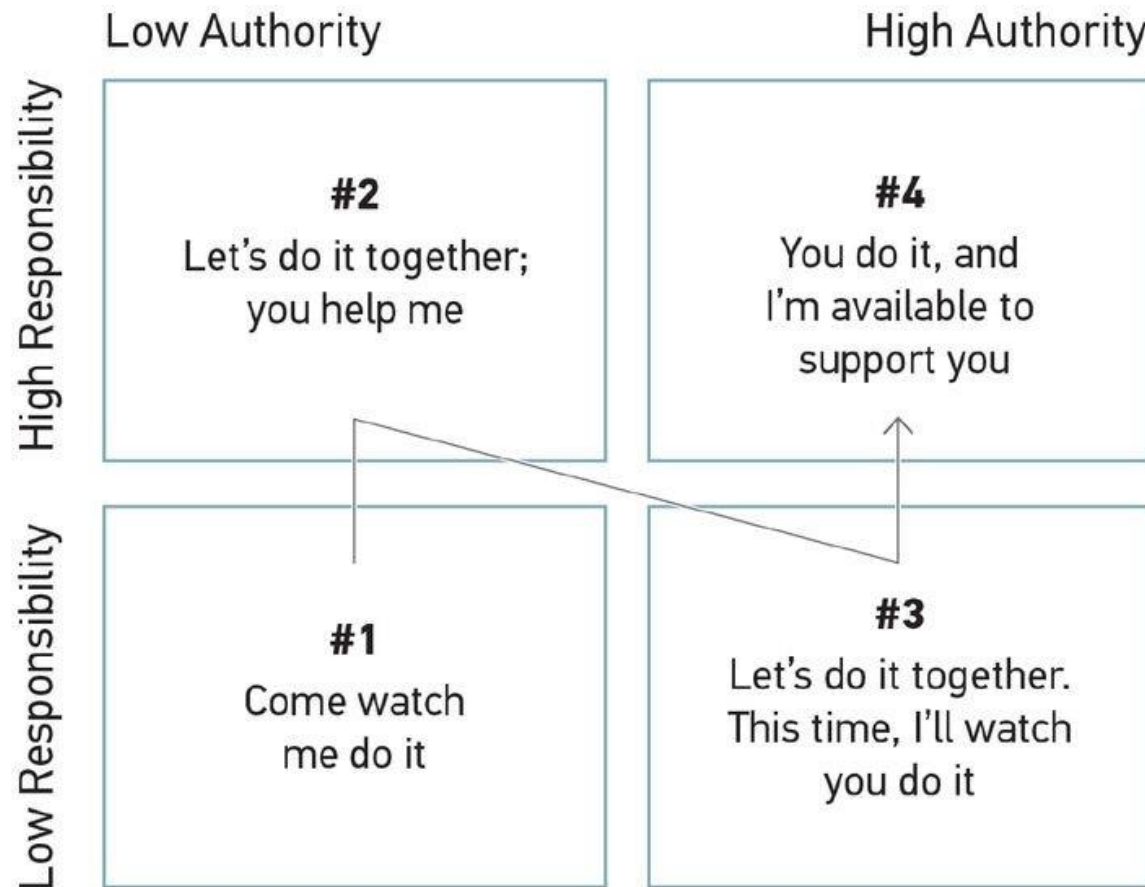 Low Authority
High Authority
High Responsibility
#2
Let's do it together;
you help me
#4
You do it, and
I'm available to
support you
Low Responsibility
#1
Come watch
me do it
#3
Let's do it together.
This time, I'll watch
you do it